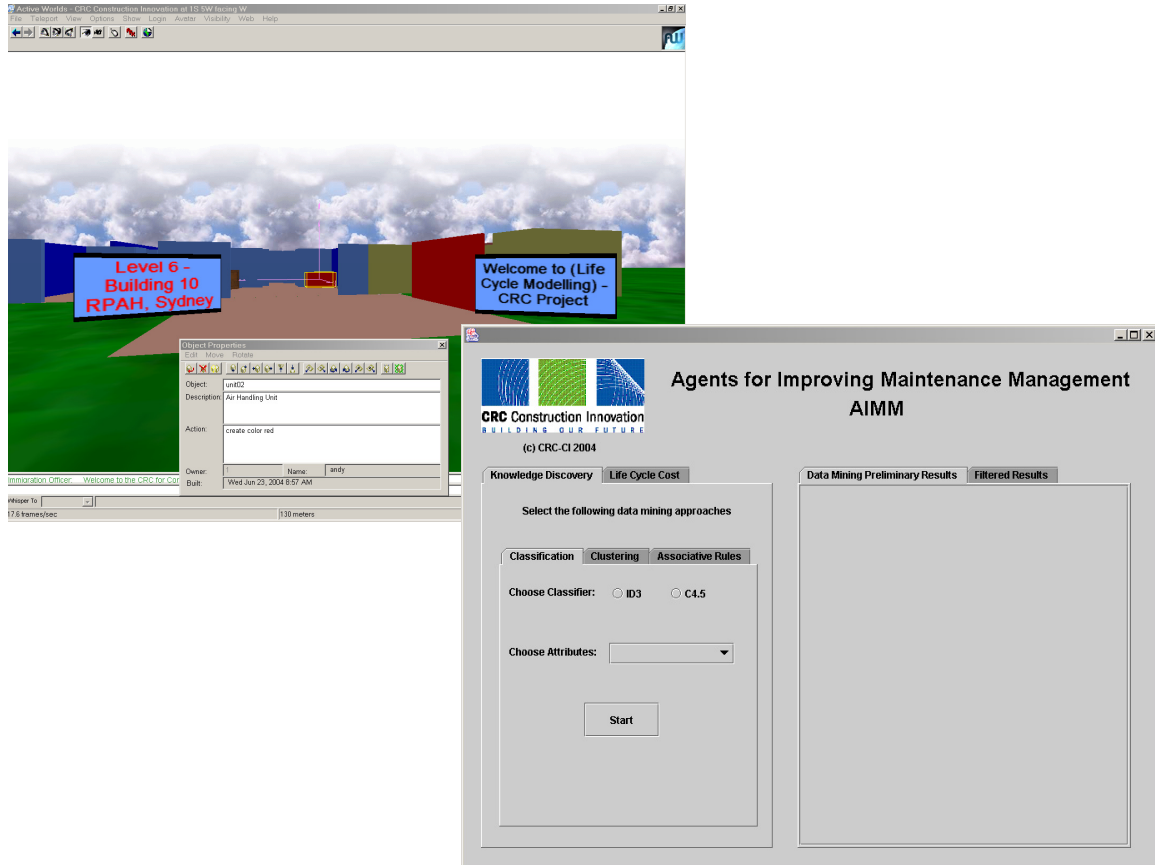 Active Worlds - CRC Construction Innovation at 1S 5W facing W
File Teleport View Options Show Login Avatar Visibility Web Help
Level 6 -
Building 10
RPAH, Sydney
Welcome to (Life
Cycle Modelling) -
CRC Project
Object Properties
Edit Move Rotate
Object: unit02
Description: Air Handling Unit
Action: create color red
Owner: 1 Name: andy
Built: Wed Jun 23, 2004 8:57 AM
Immigration Officer: Welcome to the CRC for Con
Whisper To
17.6 frames/sec 130 meters
CRC Construction Innovation
BUILDING OUR FUTURE
(c) CRC-CI 2004
Agents for Improving Maintenance Management
AIMM
Knowledge Discovery Life Cycle Cost
Select the following data mining approaches
Classification Clustering Associative Rules
Choose Classifier: ID3 C4.5
Choose Attributes:
Start
Data Mining Preliminary Results Filtered Results